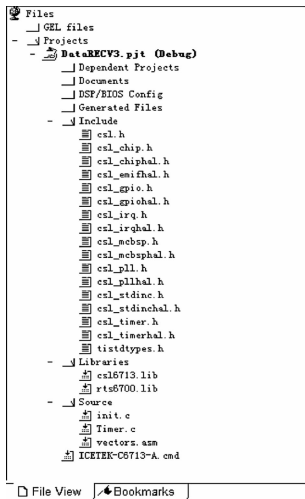 Files
GEL files
Projects
DataRECV3.pjt (Debug)
Dependent Projects
Documents
DSP/BIOS Config
Generated Files
Include
csl.h
csl_chip.h
csl_emifhal.h
csl_gpio.h
csl_gpiohal.h
csl_irq.h
csl_irqhal.h
csl_mcbsp.h
csl_mcbsphal.h
csl_pll.h
csl_pllhal.h
csl_stdinc.h
csl_stdinchal.h
csl_timer.h
csl_timerhal.h
tistdtypes.h
Libraries
csl6713.lib
rts6700.lib
Source
init.c
Timer.c
vectors.asm
ICETEK-C6713-A.cmd
File View Bookmarks